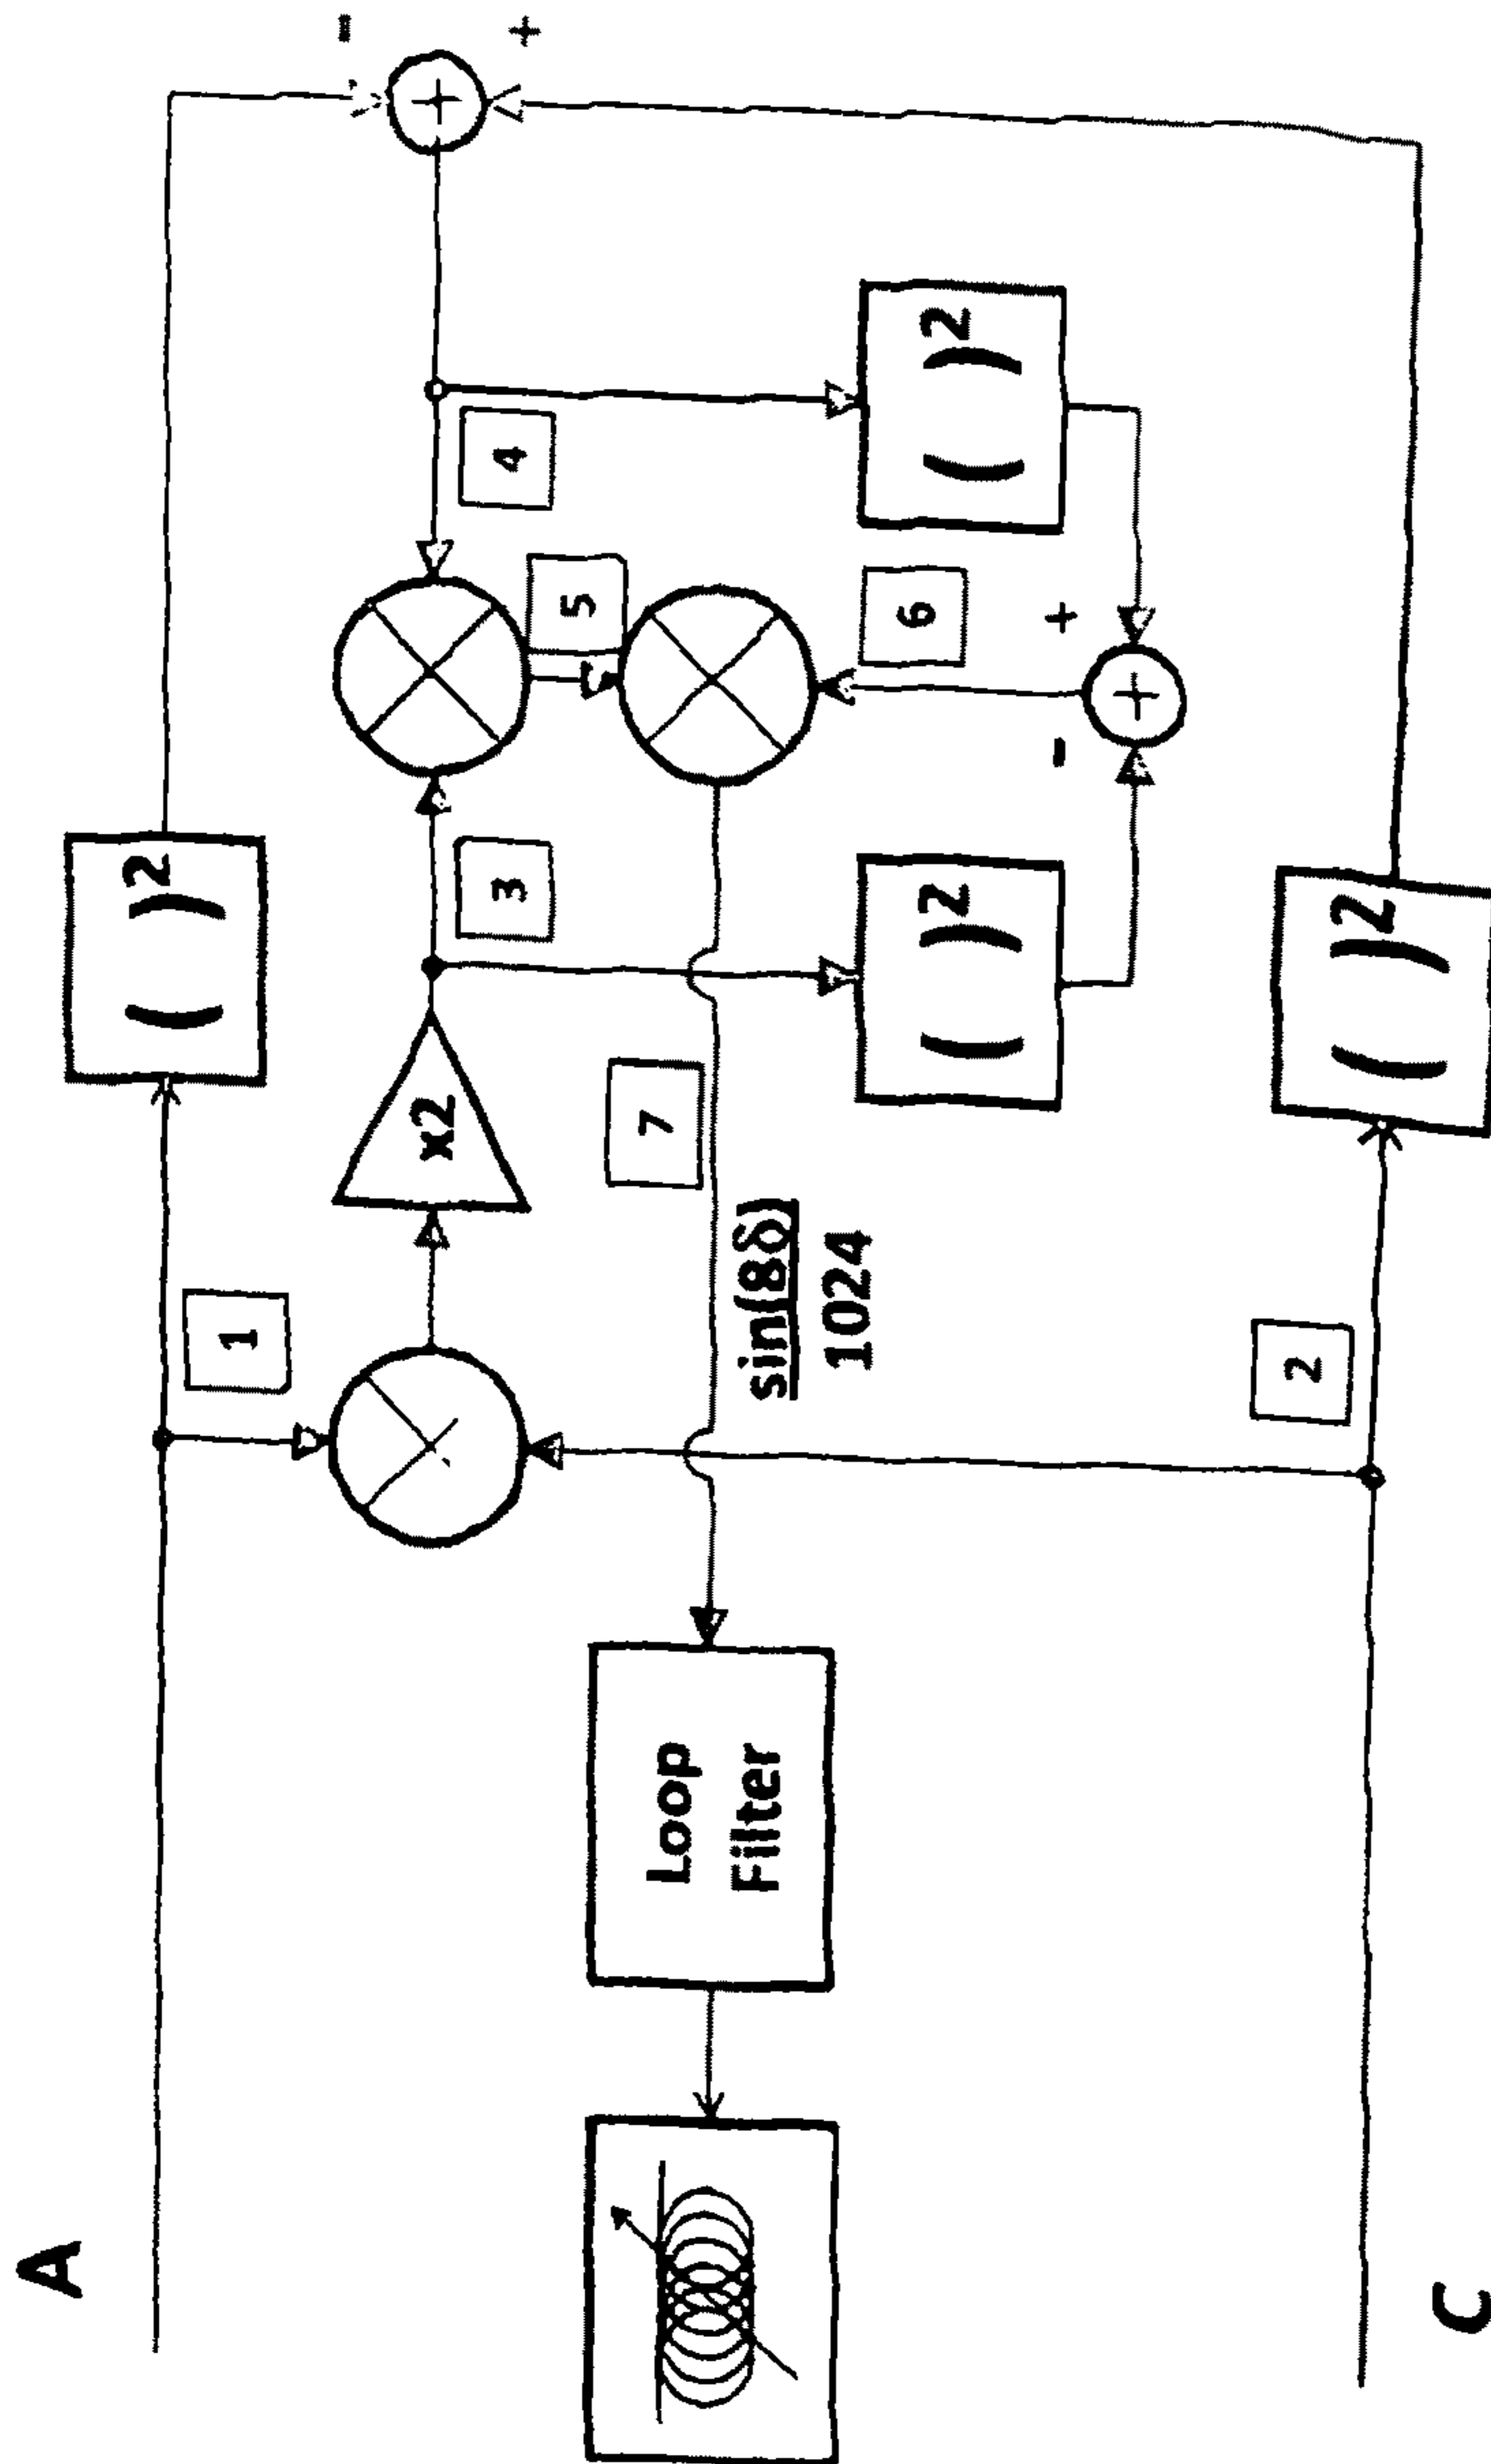 A
( )²
-
+
1
x2
3
4
5
7
sin(8δ)
1024
( )²
( )²
6
-
+
Loop
Filter
2
( )²
C